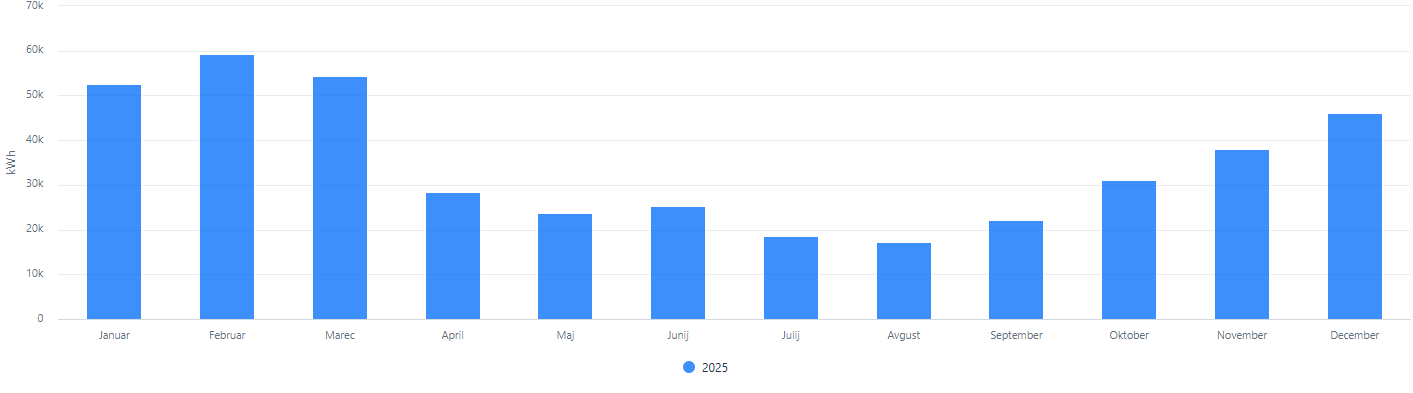 70k
60k
50k
40k
30k
20k
10k
0
kWh
Januar Februar Marec April Maj Junij Julij Avgust September Oktober November December
2025